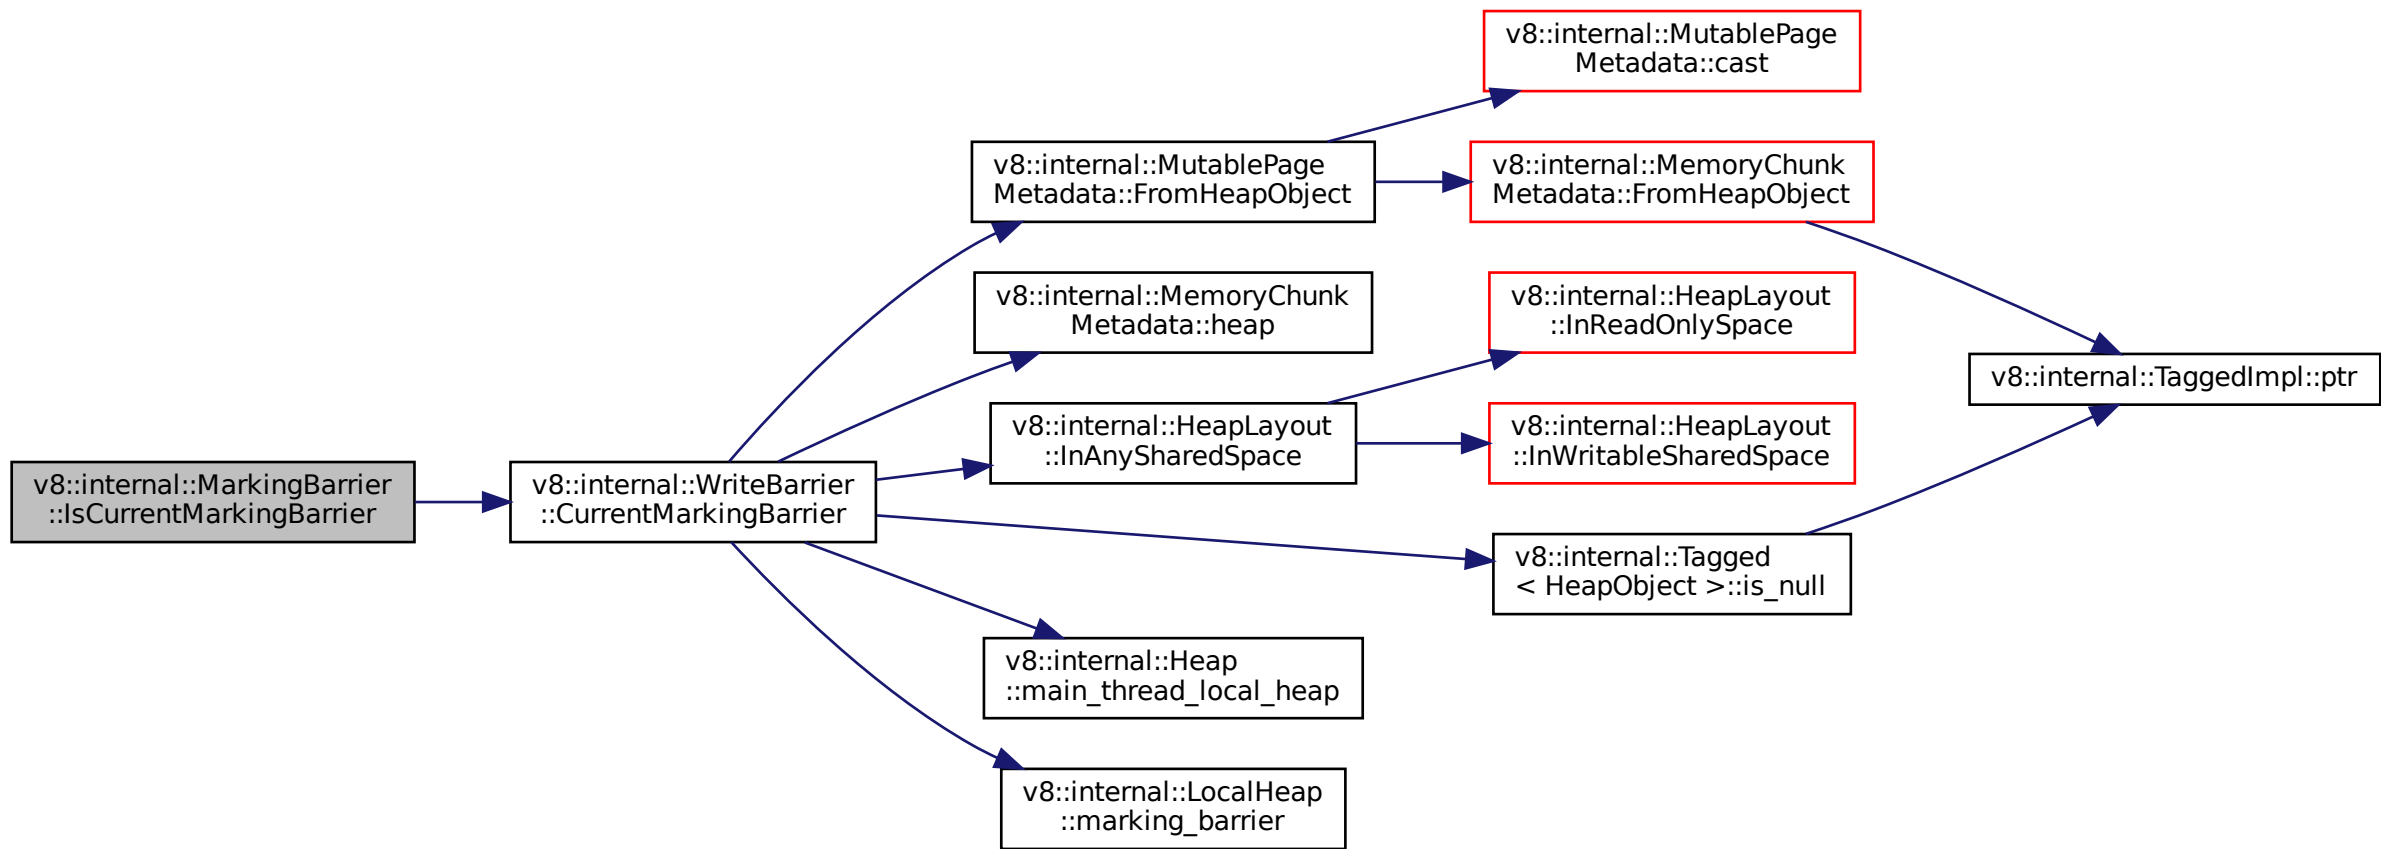 v8::internal::MarkingBarrier
::IsCurrentMarkingBarrier
v8::internal::WriteBarrier
::CurrentMarkingBarrier
v8::internal::MutablePage
Metadata::FromHeapObject
v8::internal::MemoryChunk
Metadata::heap
v8::internal::HeapLayout
::InAnySharedSpace
v8::internal::Heap
::main_thread_local_heap
v8::internal::LocalHeap
::marking_barrier
v8::internal::MutablePage
Metadata::cast
v8::internal::MemoryChunk
Metadata::FromHeapObject
v8::internal::HeapLayout
::InReadOnlySpace
v8::internal::HeapLayout
::InWritableSharedSpace
v8::internal::Tagged
< HeapObject >::is_null
v8::internal::TaggedImpl::ptr